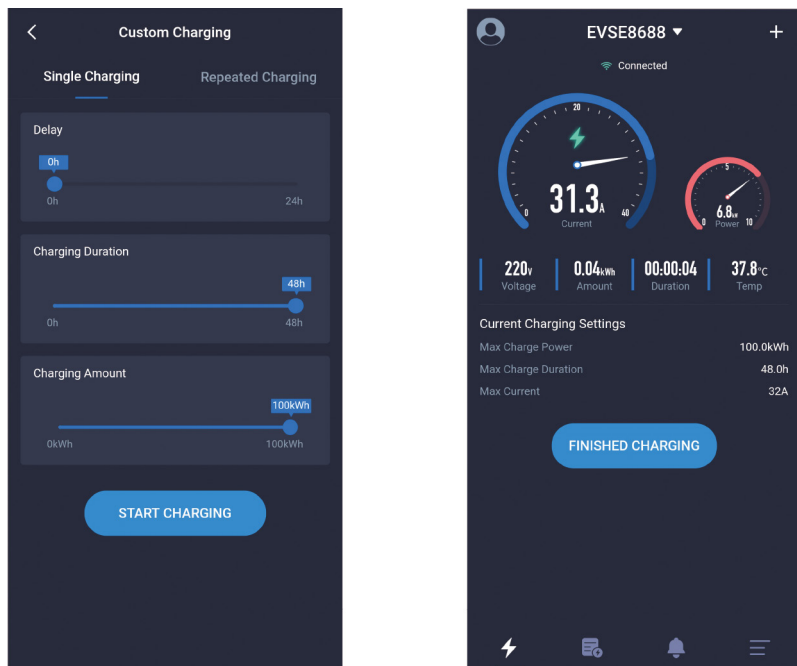 Custom Charging
Single Charging Repeated Charging
Delay
0h
0h 24h
Charging Duration
48h
0h 48h
Charging Amount
100kWh
0kWh 100kWh
START CHARGING
EVSE8688
Connected
20
0 40
31.3A
Current
5
0 10
6.8kW
Power
220V 0.04kWh 00:00:04 37.8°C
Voltage Amount Duration Temp
Current Charging Settings
Max Charge Power 100.0kWh
Max Charge Duration 48.0h
Max Current 32A
FINISHED CHARGING